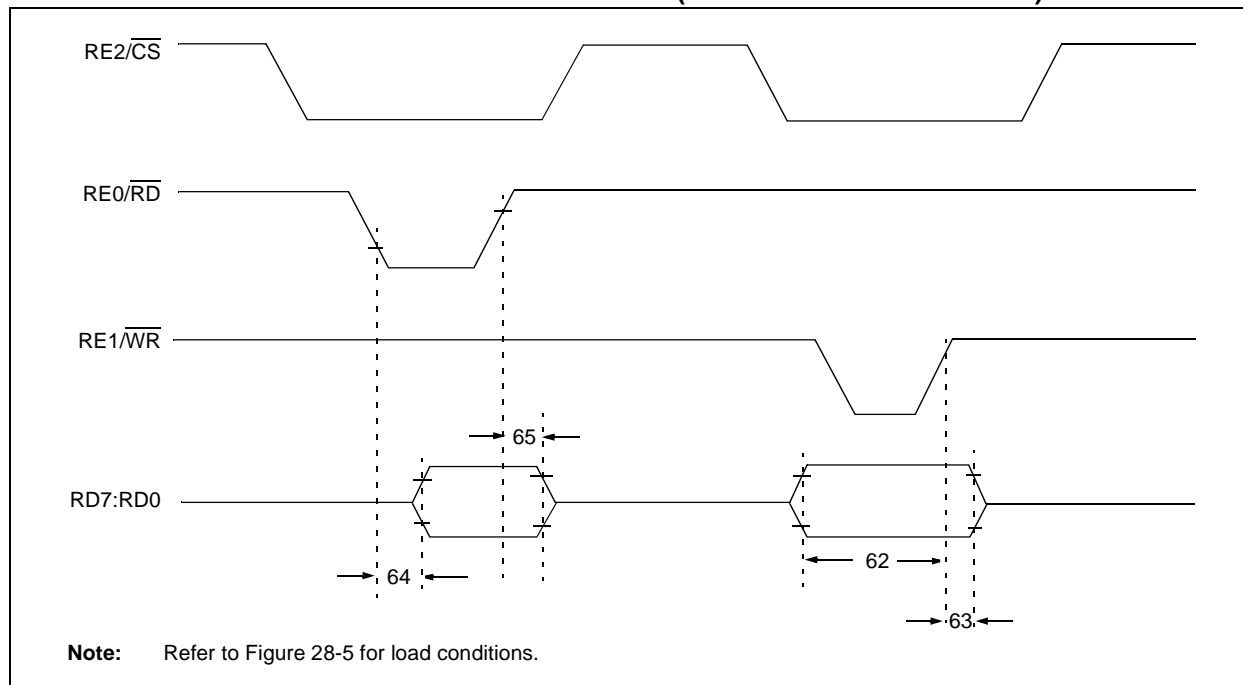 RE2/CS
RE0/RD
RE1/WR
65
RD7:RD0
62
64
63
Note: Refer to Figure 28-5 for load conditions.